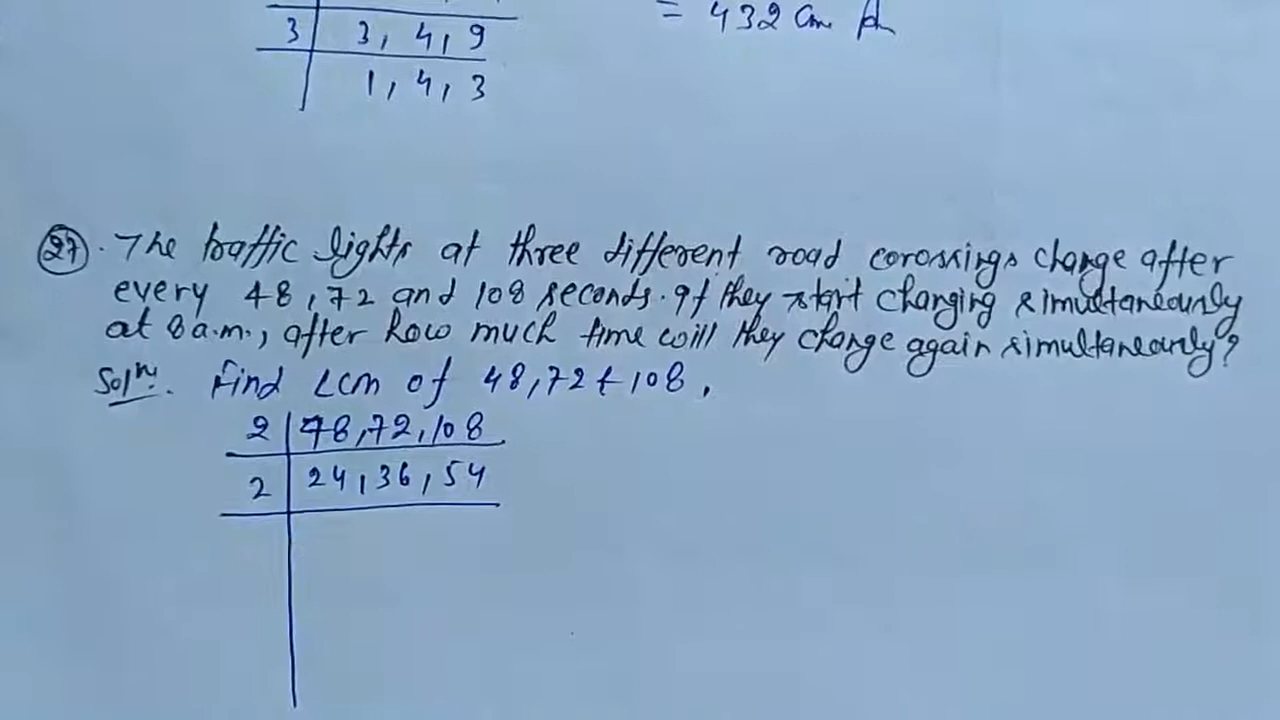 = 432 cm
3 | 3, 4, 9
1, 4, 3
27. The traffic lights at three different road corossings change after
every 48, 72 and 108 seconds. If they start changing simultaneously
at 8 a.m., after how much time will they change again simultaneously?
Solⁿ. Find LCM of 48, 72 & 108.
2 | 48, 72, 108
2 | 24, 36, 54